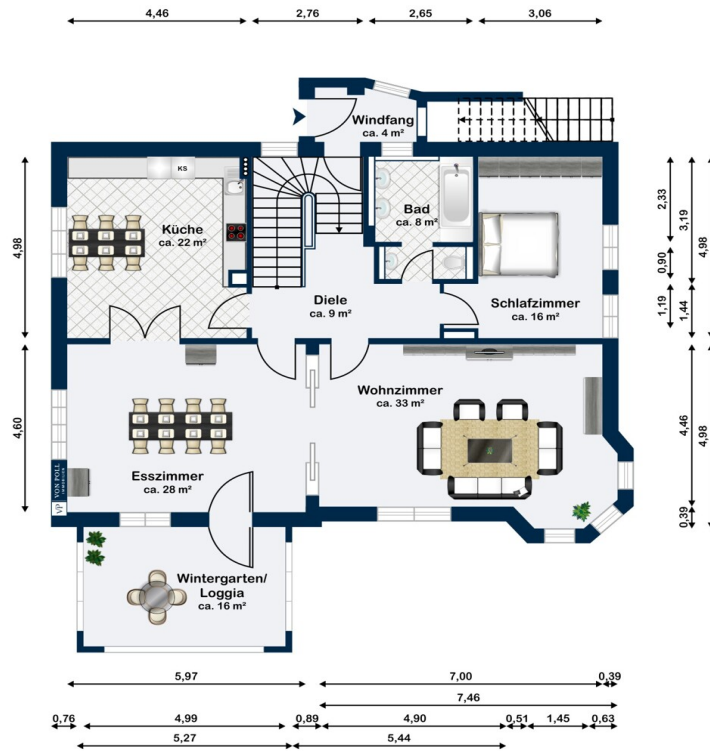 4,46
2,76
2,65
3,06
Windfang
ca. 4 m²
KS
Küche
ca. 22 m²
Bad
ca. 8 m²
Diele
ca. 9 m²
Schlafzimmer
ca. 16 m²
4,98
2,33
3,19
4,98
0,90
1,19
1,44
Wohnzimmer
ca. 33 m²
4,60
4,46
4,98
0,39
Esszimmer
ca. 28 m²
VON POLL
IMMOBILIEN
VP
Wintergarten/
Loggia
ca. 16 m²
5,97
7,00
0,39
7,46
0,76
4,99
0,89
4,90
0,51
1,45
0,63
5,27
5,44